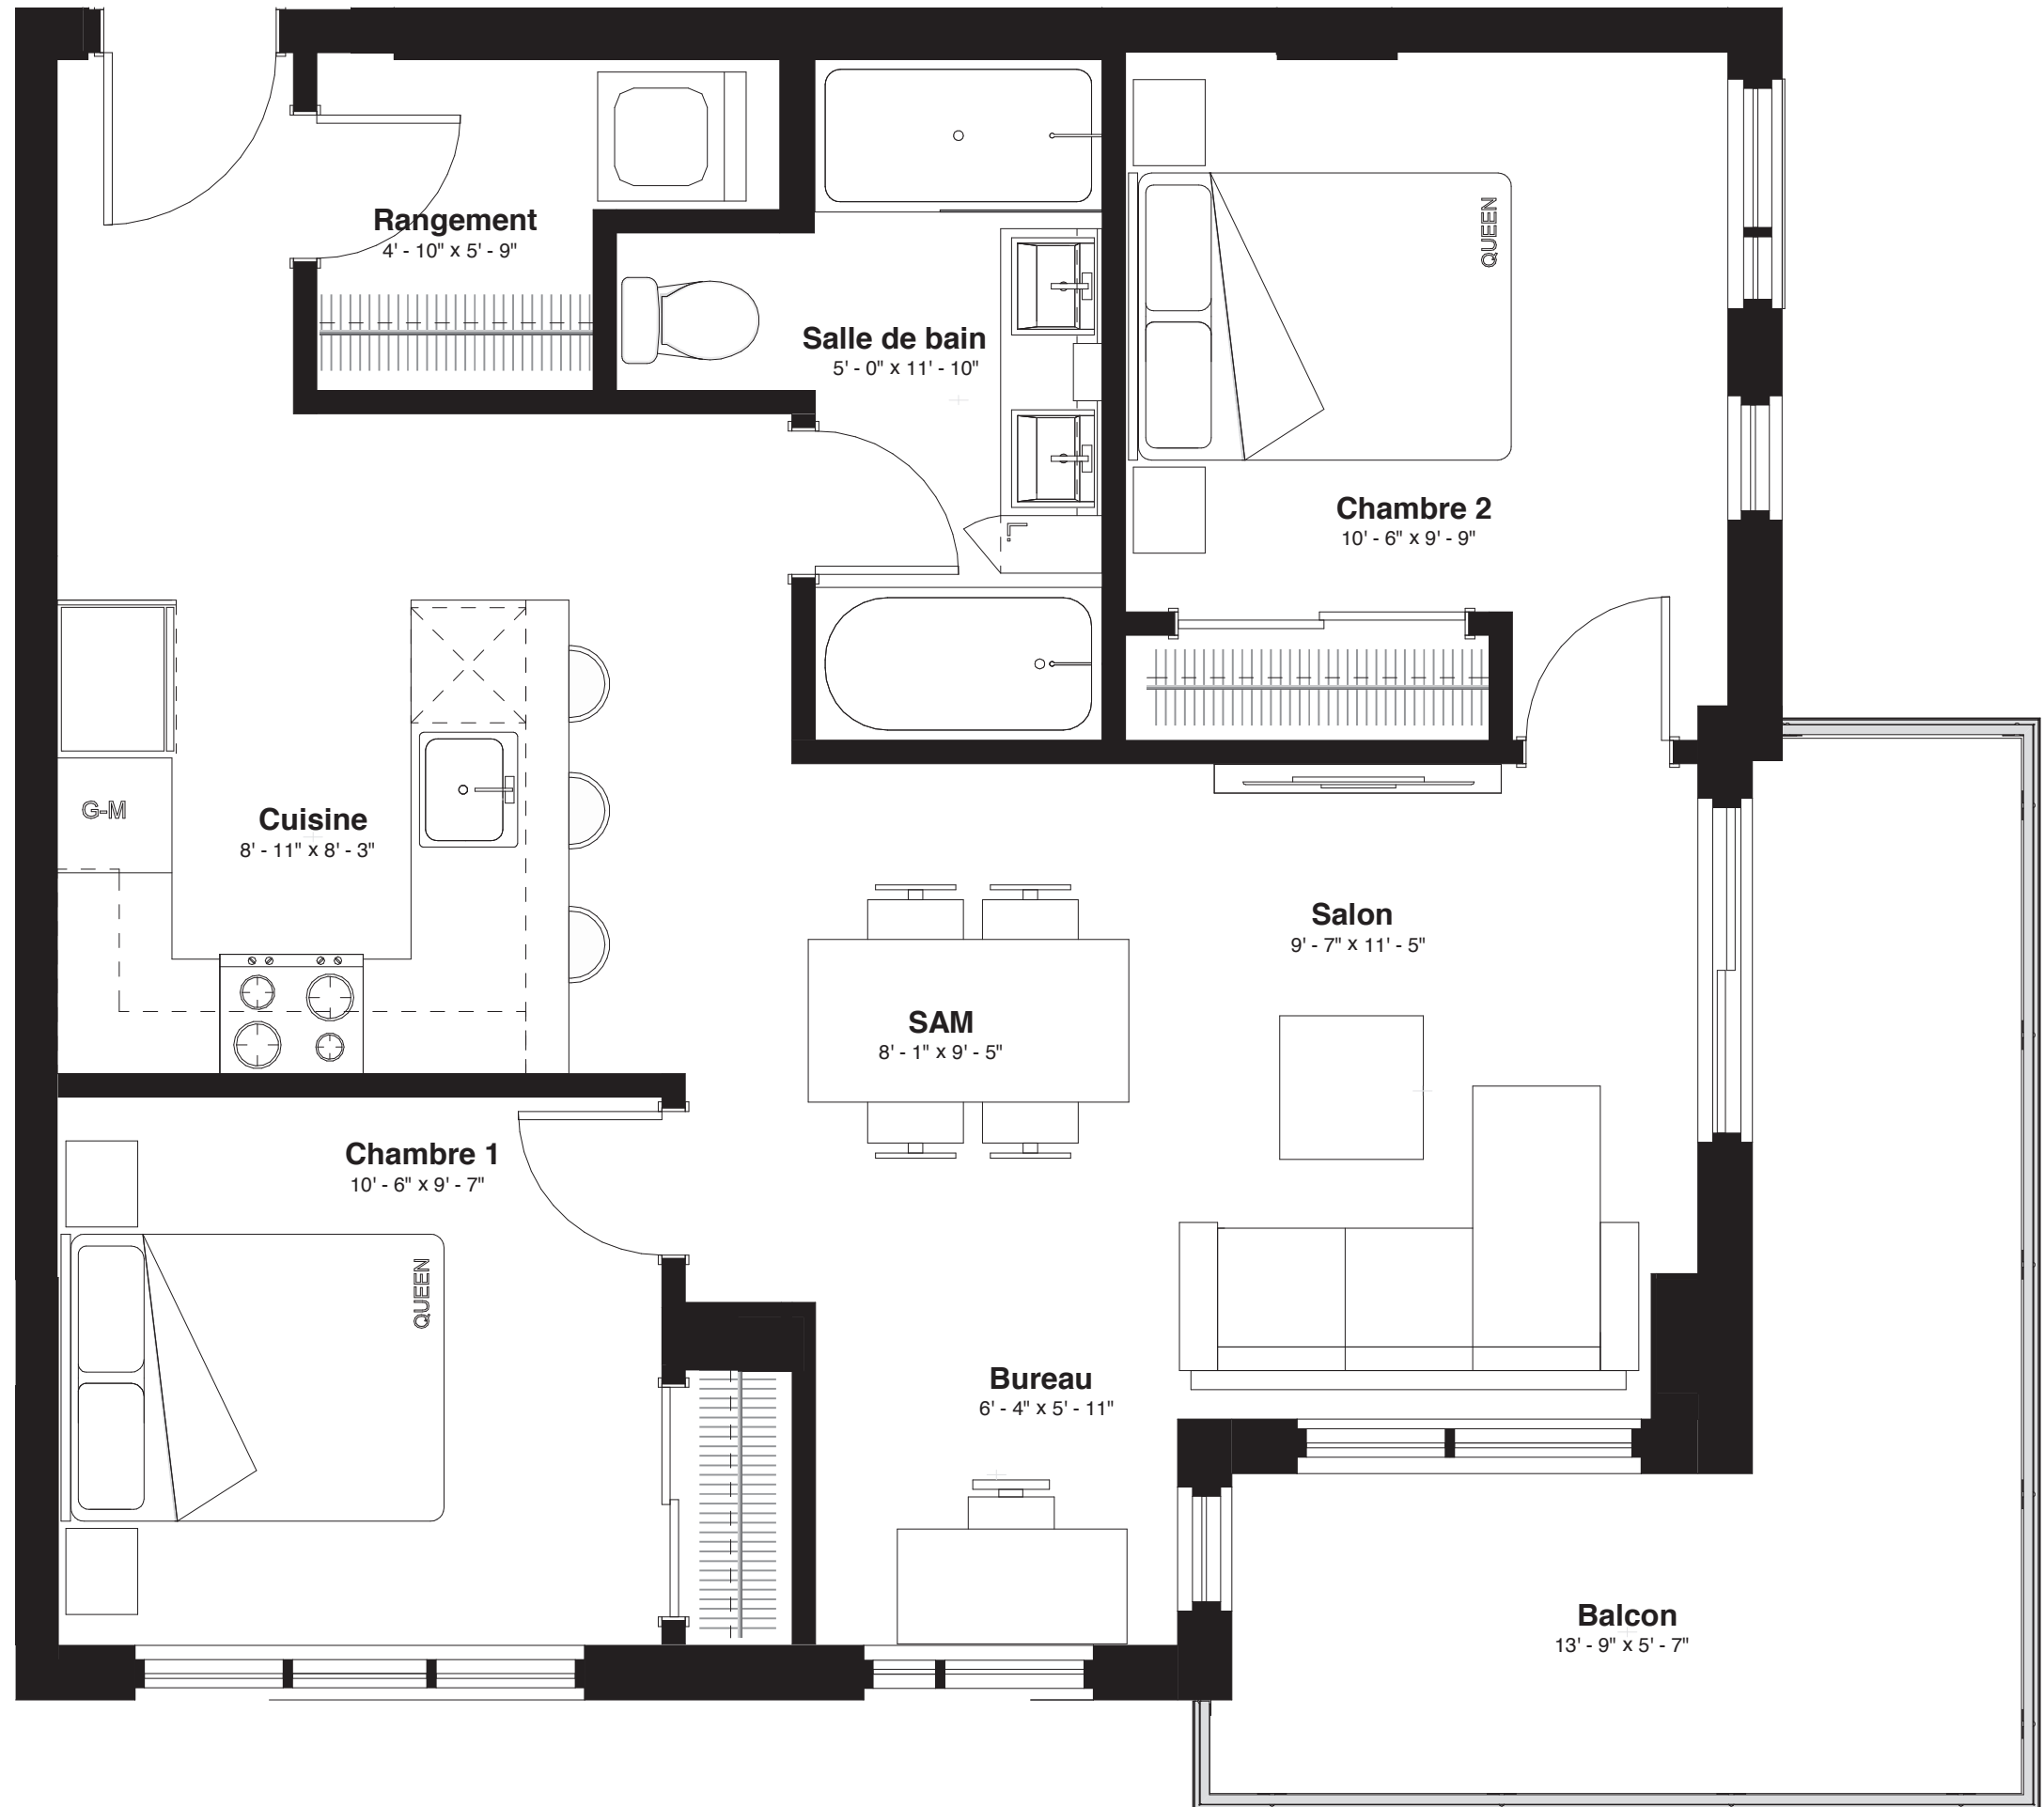 Rangement
4' - 10" x 5' - 9"
QUEEN
Salle de bain
5' - 0" x 11' - 10"
Chambre 2
10' - 6" x 9' - 9"
G-M
Cuisine
8' - 11" x 8' - 3"
Salon
9' - 7" x 11' - 5"
SAM
8' - 1" x 9' - 5"
Chambre 1
10' - 6" x 9' - 7"
QUEEN
Bureau
6' - 4" x 5' - 11"
Balcon
13' - 9" x 5' - 7"